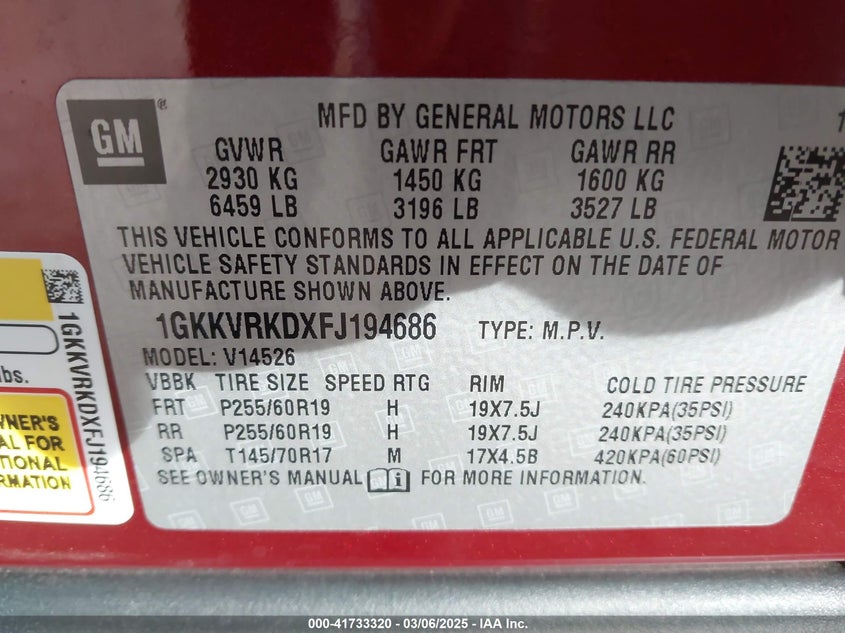 GM
MFD BY GENERAL MOTORS LLC
GVWR GAWR FRT GAWR RR
2930 KG 1450 KG 1600 KG
6459 LB 3196 LB 3527 LB
THIS VEHICLE CONFORMS TO ALL APPLICABLE U.S. FEDERAL MOTOR
VEHICLE SAFETY STANDARDS IN EFFECT ON THE DATE OF
MANUFACTURE SHOWN ABOVE.
1GKKVRKDXFJ194686 TYPE: M.P.V.
MODEL: V14526
VBBK TIRE SIZE SPEED RTG RIM COLD TIRE PRESSURE
FRT P255/60R19 H 19X7.5J 240KPA(35PSI)
RR P255/60R19 H 19X7.5J 240KPA(35PSI)
SPA T145/70R17 M 17X4.5B 420KPA(60PSI)
SEE OWNER'S MANUAL FOR MORE INFORMATION.
1GKKVRKDXFJ194686
lbs.
OWNER'S
FOR
000-41733320 - 03/06/2025 - IAA Inc.